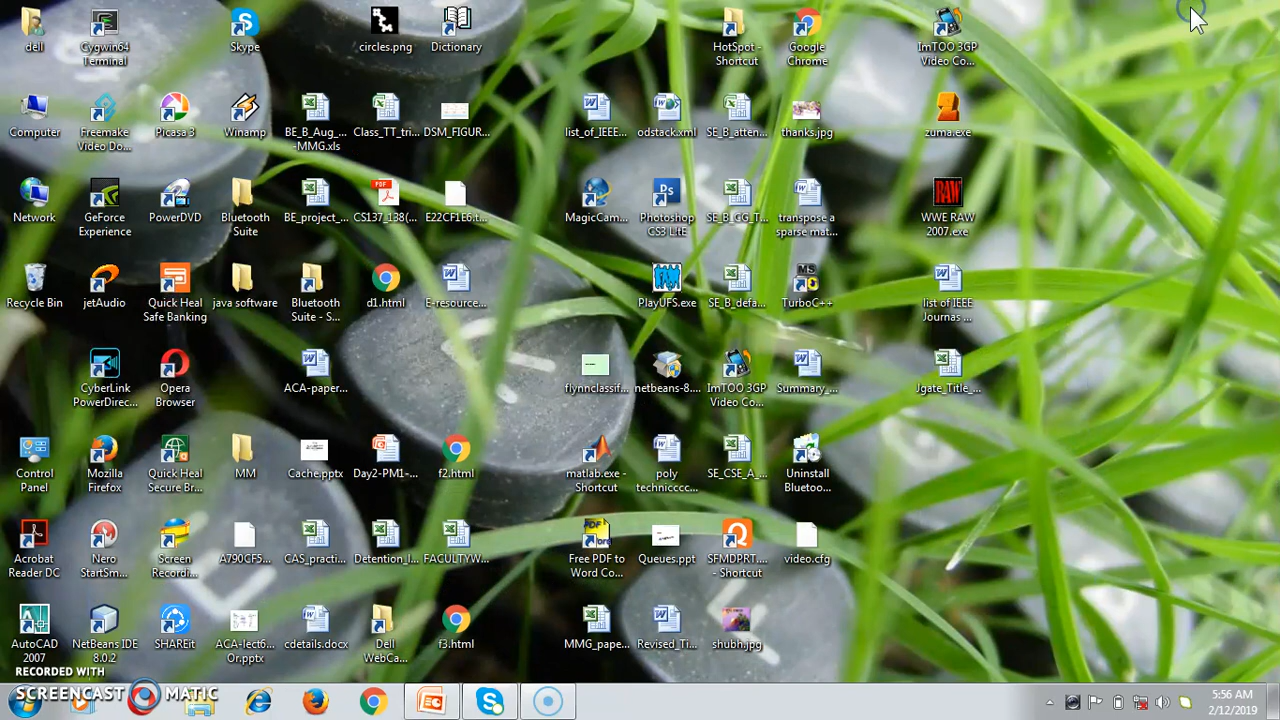 dell
Cygwin64
Terminal
Skype
circles.png
Dictionary
HotSpot -
Shortcut
Google
Chrome
ImTOO 3GP
Video Co...
Computer
Freemake
Video Do...
Picasa 3
Winamp
BE_B_Aug_...
-MMG.xls
Class_TT_tri...
DSM_FIGUR...
list_of_IEEE...
odstack.xml
SE_B_atten...
thanks.jpg
zuma.exe
Network
GeForce
Experience
PowerDVD
Bluetooth
Suite
BE_project_...
CS137_138(...
E22CF1E6.t...
MagicCam...
Photoshop
CS3 LitE
SE_B_CG_T...
transpose a
sparse mat...
WWE RAW
2007.exe
Recycle Bin
jetAudio
Quick Heal
Safe Banking
java software
Bluetooth
Suite - S...
d1.html
E-resource...
PlayUFS.exe
SE_B_defa...
TurboC++
list of IEEE
Journas ...
CyberLink
PowerDirec...
Opera
Browser
ACA-paper...
flynnclassif...
netbeans-8....
ImTOO 3GP
Video Co...
Summary_...
Jgate_Title_...
Control
Panel
Mozilla
Firefox
Quick Heal
Secure Br...
MM
Cache.pptx
Day2-PM1-...
f2.html
matlab.exe -
Shortcut
poly
technicccc...
SE_CSE_A_...
Uninstall
Bluetoo...
Acrobat
Reader DC
Nero
StartSm...
Screen
Recordi...
A790CF5...
CAS_practi...
Detention_l...
FACULTYW...
Free PDF to
Word Co...
Queues.ppt
SFMDPRT...
- Shortcut
video.cfg
AutoCAD
2007
NetBeans IDE
8.0.2
SHAREit
ACA-lect6...
Or.pptx
cdetails.docx
Dell
WebCa...
f3.html
MMG_pape...
Revised_Ti...
shubh.jpg
RECORDED WITH
SCREENCAST MATIC
5:56 AM
2/12/2019